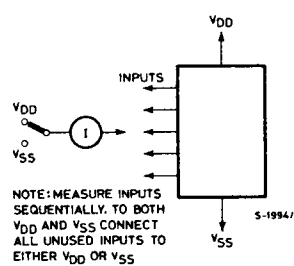 VDD
INPUTS
VDD
I
VSS
NOTE: MEASURE INPUTS
SEQUENTIALLY. TO BOTH
VDD AND VSS CONNECT
ALL UNUSED INPUTS TO
EITHER VDD OR VSS
S-1994/
VSS